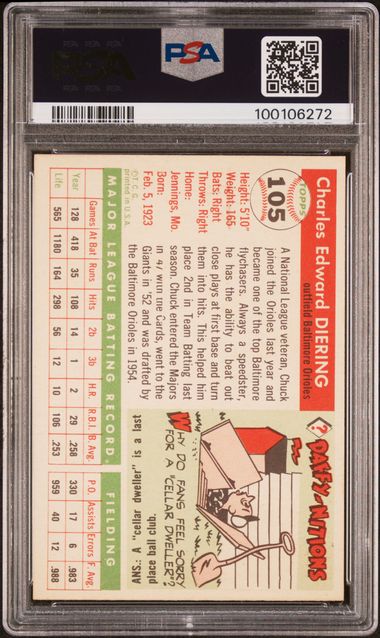 PSA
PSA
100106272
TOPPS
105
Charles Edward DIERING
outfield Baltimore Orioles
Height: 5'10"
Weight: 165
Bats: Right
Throws: Right
Home:
Jennings, Mo.
Born:
Feb. 5, 1923
©T.C.G.
printed in U.S.A.
A National League veteran, Chuck
joined the Orioles last year and
became one of the top Baltimore
flychasers. Always a speedster,
he has the ability to beat out
close plays at first base and turn
them into hits. This helped him
place 2nd in Team Batting last
season. Chuck entered the Majors
in 47 with the Cards, went to the
Giants in '52 and was drafted by
the Baltimore Orioles in 1954.
? DAFFY-NITIONS
WHY DO FANS FEEL SORRY
FOR A "CELLAR DWELLER"?
ANS.: A "cellar dweller" is a last
place ball club.
MAJOR LEAGUE BATTING RECORD. FIELDING
Games At Bat Runs Hits 2b 3b H.R. R.B.I. B.Avg. P.O. Assists Errors F. Avg.
Year 128 418 35 108 14 1 2 29 .258 330 17 6 .983
Life 565 1180 164 298 56 12 10 106 .253 959 40 12 .988